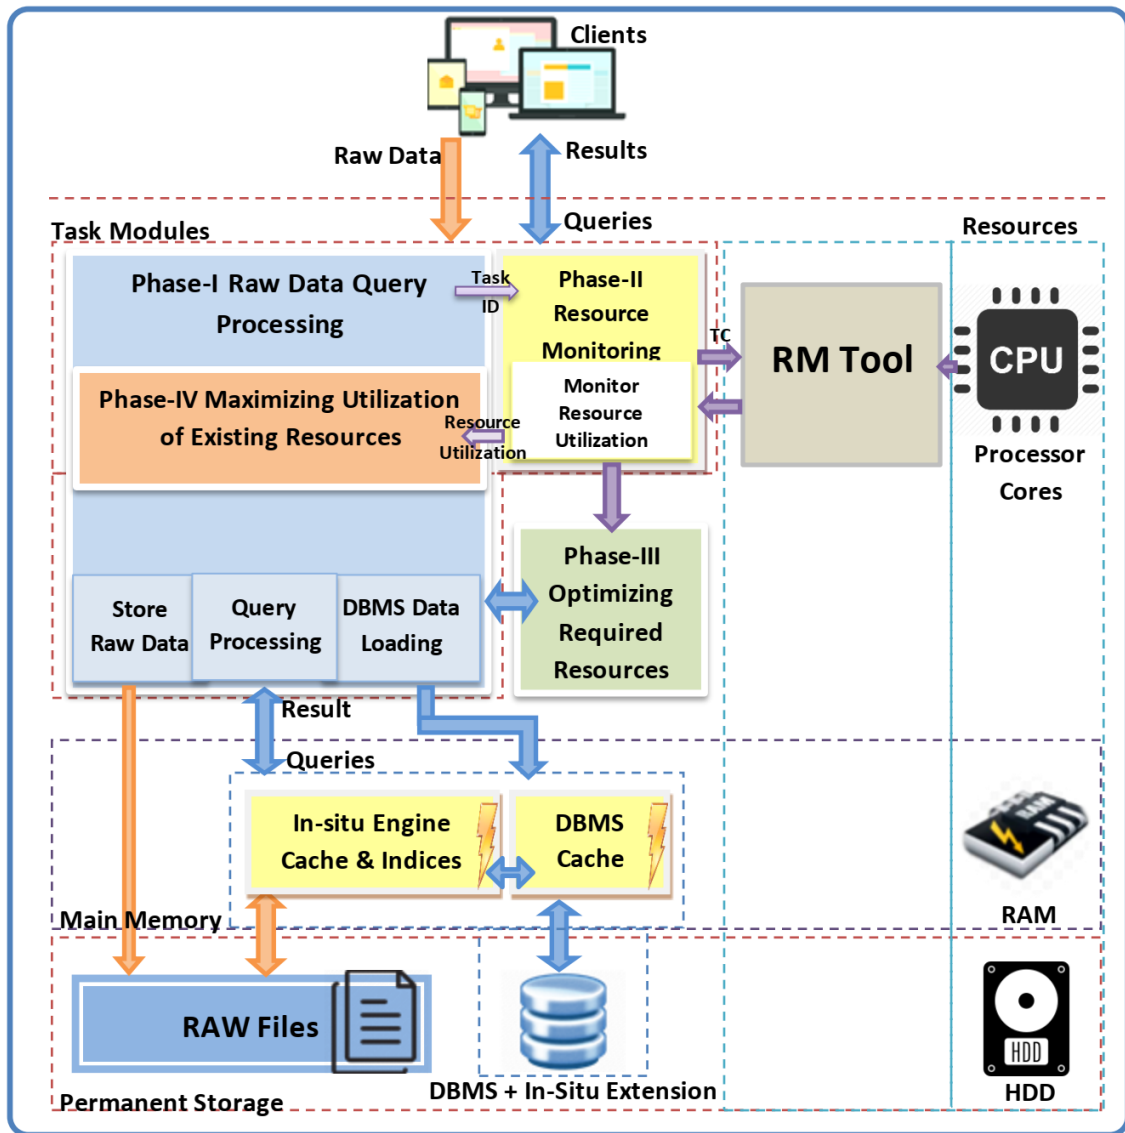 Clients
Raw Data
Results
Queries
Task Modules
Resources
Phase-I Raw Data Query
Processing
Task
ID
Phase-II
Resource
Monitoring
TC
RM Tool
CPU
Monitor
Resource
Utilization
Phase-IV Maximizing Utilization
of Existing Resources
Resource
Utilization
Processor
Cores
Phase-III
Optimizing
Required
Resources
Store
Raw Data
Query
Processing
DBMS Data
Loading
Result
Queries
In-situ Engine
Cache & Indices
DBMS
Cache
RAM
Main Memory
RAM
RAW Files
HDD
DBMS + In-Situ Extension
HDD
Permanent Storage